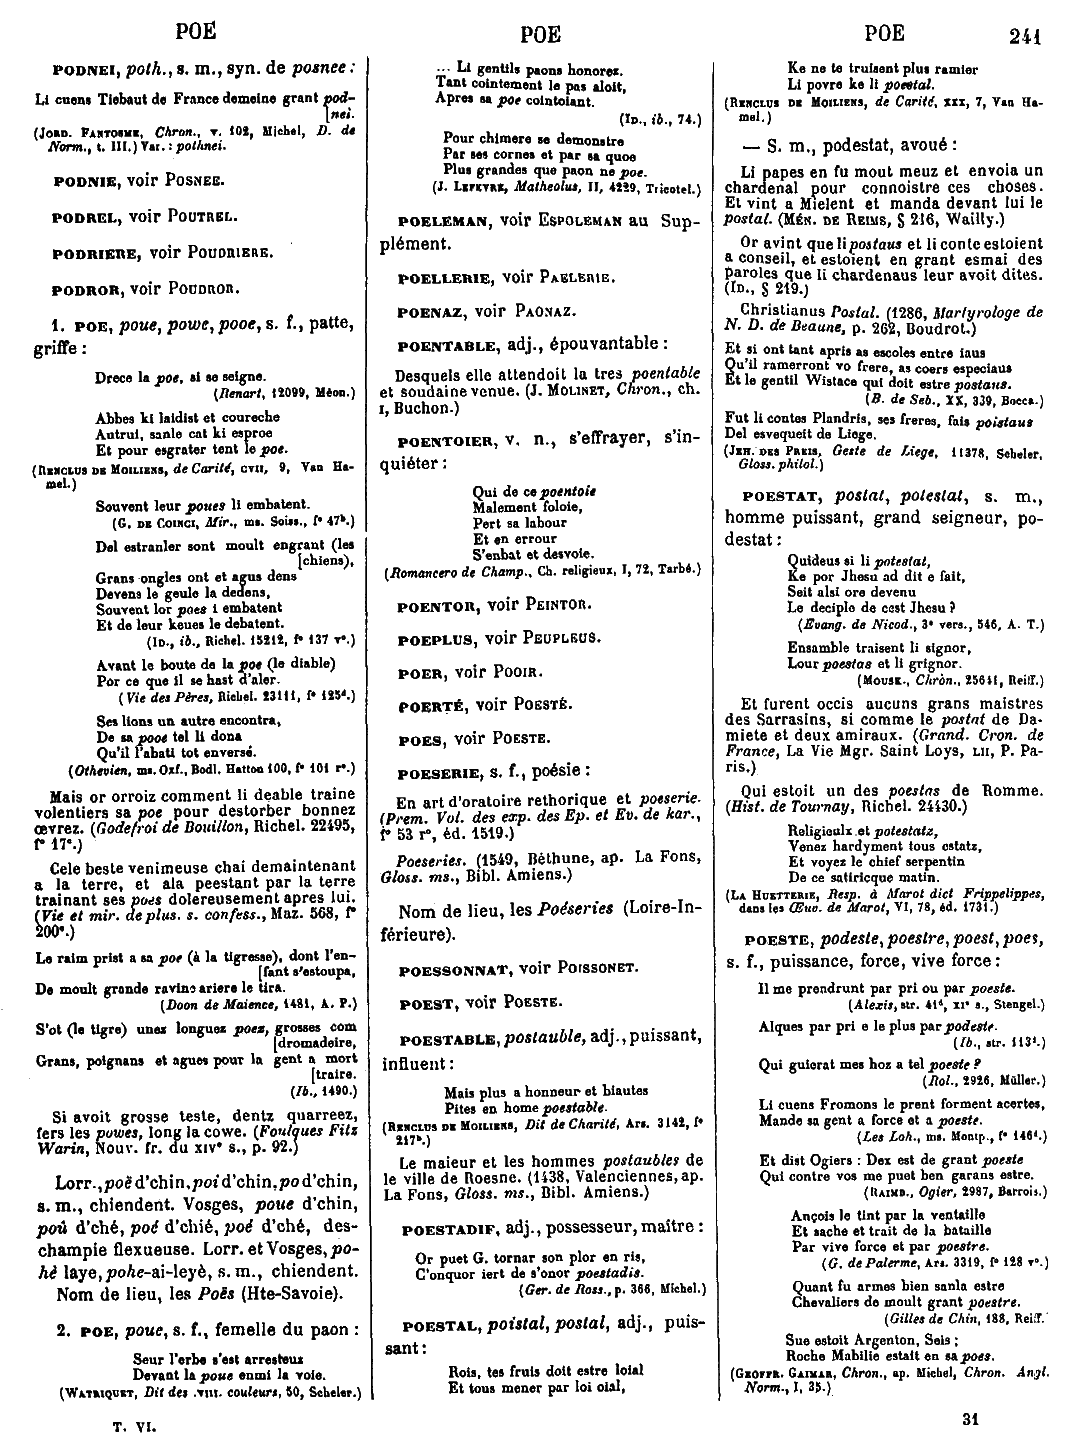 POE
PODNEI, poth., s. m., syn. de posnee :
Li cuens Tiebaut de France demeine grant pod-
[nei.
(JORD. FANTOSME, Chron., v. 102, Michel, D. de
Norm., t. III.) Var. : pothnei.
PODNIE, voir POSNEE.
PODREL, voir POUTREL.
PODRIERE, voir POUDRIERE.
PODROR, voir POUDROR.
1. POE, poue, powe, pooe, s. f., patte,
griffe :
Drece la poe, si se seigne.
(Renart, 12099, Méon.)
Abbes ki laidist et coureche
Autrui, sanle cat ki esproe
Et pour esgrater tent le poe.
(RENCLUS DE MOILIENS, de Carité, CVII, 9, Van Ha-
mel.)
Souvent leur poues li embatent.
(G. DE COINCI, Mir., ms. Soiss., f° 47ᵇ.)
Del estranler sont moult engrant (les
[chiens),
Grans ongles ont et agus dens
Devens le geule la dedens,
Souvent lor poes i embatent
Et de leur keues le debatent.
(ID., ib., Richel. 15212, f° 137 v°.)
Avant le boute de la poe (le diable)
Por ce que il se hast d'aler.
(Vie des Pères, Richel. 23111, f° 125ᵈ.)
Ses lions un autre encontra,
De sa pooe tel li dona
Qu'il l'abati tot enversé.
(Othevien, ms. Oxf., Bodl. Hatton 100, f° 101 r°.)
Mais or orroiz comment li deable traine
volentiers sa poe pour destorber bonnez
œvrez. (Godefroi de Bouillon, Richel. 22495,
f° 17ᵉ.)
Cele beste venimeuse chai demaintenant
a la terre, et ala peestant par la terre
trainant ses poes dolereusement apres lui.
(Vie et mir. de plus. s. confess., Maz. 568, f°
200ᵉ.)
Le raim prist a sa poe (à la tigresse), dont l'en-
[fant s'estoupa,
De moult grande ravine ariere le tira.
(Doon de Maience, 1481, A. P.)
S'ot (le tigre) unez longuez poez, grosses com
[dromadeire,
Grans, poignans et agues pour la gent a mort
[traire.
(Ib., 1490.)
Si avoit grosse teste, dentz quarreez,
fers les powes, long la cowe. (Foulques Fitz
Warin, Nouv. fr. du XIVᵉ s., p. 92.)
Lorr., poë d'chin, poi d'chin, po d'chin,
s. m., chiendent. Vosges, poue d'chin,
poû d'ché, poé d'chié, poé d'ché, des-
champie flexueuse. Lorr. et Vosges, po-
hè laye, pohe-ai-leyè, s. m., chiendent.
Nom de lieu, les Poës (Hte-Savoie).
2. POE, poue, s. f., femelle du paon :
Seur l'erbe s'est arresteux
Devant la poue enmi la voie.
(WATRIQUET, Dit des .VIII. couleurs, 50, Scheler.)
T. VI.
POE
... Li gentils paons honorez.
Tant cointement le pas aloit,
Apres sa poe cointoiant.
(ID., ib., 74.)
Pour chimere se demonstre
Par ses cornes et par sa quoe
Plus grandes que paon ne poe.
(J. LEFEVRE, Matheolus, II, 4229, Tricotel.)
POELEMAN, voir ESPOLEMAN au Sup-
plément.
POELLERIE, voir PAELERIE.
POENAZ, voir PAONAZ.
POENTABLE, adj., épouvantable :
Desquels elle attendoit la tres poentable
et soudaine venue. (J. MOLINET, Chron., ch.
I, Buchon.)
POENTOIER, v. n., s'effrayer, s'in-
quiéter :
Qui de ce poentoie
Malement foloie,
Pert sa labour
Et en errour
S'enbat et desvoie.
(Romancero de Champ., Ch. religieux, I, 72, Tarbé.)
POENTOR, voir PEINTOR.
POEPLUS, voir PEUPLEUS.
POER, voir POOIR.
POERTÉ, voir POESTÉ.
POES, voir POESTE.
POESERIE, s. f., poésie :
En art d'oratoire rethorique et poeserie.
(Prem. Vol. des exp. des Ep. et Ev. de kar.,
f° 53 r°, éd. 1519.)
Poeseries. (1549, Béthune, ap. La Fons,
Gloss. ms., Bibl. Amiens.)
Nom de lieu, les Poéseries (Loire-In-
férieure).
POESSONNAT, voir POISSONET.
POEST, voir POESTE.
POESTABLE, postauble, adj., puissant,
influent :
Mais plus a honneur et biautes
Pites en home poestable.
(RENCLUS DE MOILIENS, Dit de Charité, Ars. 3142, f°
217ᵇ.)
Le maieur et les hommes postaubles de
le ville de Roesne. (1438, Valenciennes, ap.
La Fons, Gloss. ms., Bibl. Amiens.)
POESTADIF, adj., possesseur, maître :
Or puet G. tornar son plor en ris,
C'onquor iert de s'onor poestadis.
(Ger. de Ross., p. 366, Michel.)
POESTAL, poistal, postal, adj., puis-
sant :
Rois, tes fruis doit estre loial
Et tous mener par loi oial,
POE 241
Ke ne te truisent plus ramier
Li povre ke li poestal.
(RENCLUS DE MOILIENS, de Carité, XXX, 7, Van Ha-
mel.)
— S. m., podestat, avoué :
Li papes en fu mout meuz et envoia un
chardenal pour connoistre ces choses.
Et vint a Mielent et manda devant lui le
postal. (MÉN. DE REIMS, § 216, Wailly.)
Or avint que li postaus et li conte estoient
a conseil, et estoient en grant esmai des
paroles que li chardenaus leur avoit dites.
(ID., § 219.)
Christianus Postal. (1286, Martyrologe de
N. D. de Beaune, p. 262, Boudrot.)
Et si ont tant apris as escoles entre iaus
Qu'il ramerront vo frere, as coers especiaus
Et le gentil Wistace qui doit estre postaus.
(B. de Seb., XX, 339, Bocca.)
Fut li contes Plandris, ses freres, fais poistaus
Del esvequeit de Liege.
(JEH. DES PREIS, Geste de Liege, 11378, Scheler,
Gloss. philol.)
POESTAT, postat, potestat, s. m.,
homme puissant, grand seigneur, po-
destat :
Quideus si li potestat,
Ke por Jhesu ad dit e fait,
Seit alsi ore devenu
Le deciple de cest Jhesu ?
(Evang. de Nicod., 3ᵉ vers., 546, A. T.)
Ensamble traisent li signor,
Lour poestas et li grignor.
(MOUSK., Chron., 25641, Reiff.)
Et furent occis aucuns grans maistres
des Sarrasins, si comme le postat de Da-
miete et deux amiraux. (Grand. Cron. de
France, La Vie Mgr. Saint Loys, LII, P. Pa-
ris.)
Qui estoit un des poestas de Romme.
(Hist. de Tournay, Richel. 24430.)
Religieulx et potestatz,
Venez hardyment tous estatz,
Et voyez le chief serpentin
De ce satiricque matin.
(LA HUETTERIE, Resp. à Marot dict Frippelippes,
dans les Œuv. de Marot, VI, 78, éd. 1731.)
POESTE, podeste, poestre, poest, poes,
s. f., puissance, force, vive force :
Il me prendrunt par pri ou par poeste.
(Alexis, str. 41ᵈ, XIᵉ s., Stengel.)
Alques par pri e le plus par podeste.
(Ib., str. 113ᵈ.)
Qui guierat mes hoz a tel poeste ?
(Rol., 2926, Müller.)
Li cuens Fromons le prent forment acertes,
Mande sa gent a force et a poeste.
(Les Loh., ms. Montp., f° 146ᵈ.)
Et dist Ogiers : Dex est de grant poeste
Qui contre vos me puet ben garans estre.
(RAIMB., Ogier, 2987, Barrois.)
Ançois le tint par la ventaille
Et sache et trait de la bataille
Par vive force et par poestre.
(G. de Palerme, Ars. 3319, f° 128 v°.)
Quant fu armes bien sanla estre
Chevaliers de moult grant poestre.
(Gilles de Chin, 188, Reiff.)
Sue estoit Argenton, Seis ;
Roche Mabilie estait en sa poes.
(GEOFFR. GAIMAR, Chron., ap. Michel, Chron. Angl.
Norm., I, 35.)
31